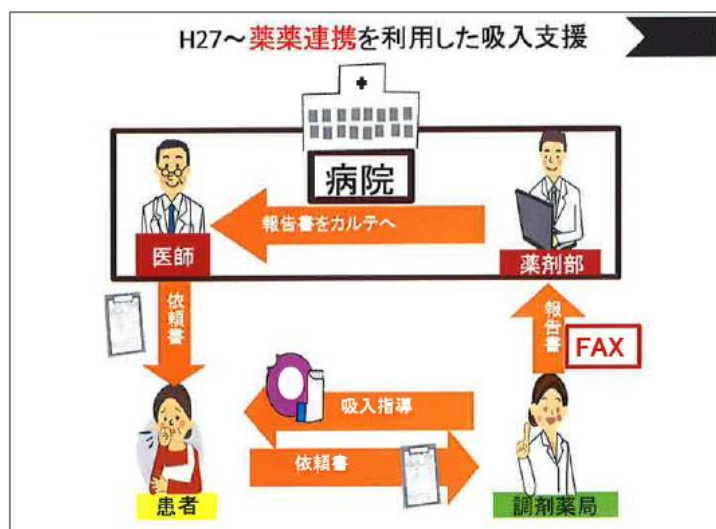 H27～薬薬連携を利用した吸入支援
病院
報告書をカルテへ
医師
薬剤部
依頼書
報告書
FAX
吸入指導
依頼書
患者
調剤薬局